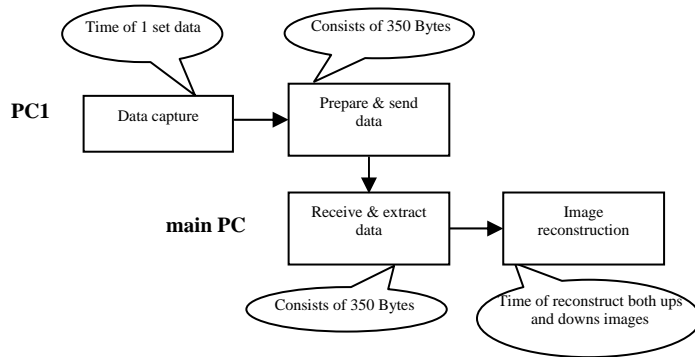 Time of 1 set data
Consists of 350 Bytes
PC1
Data capture
Prepare & send
data
main PC
Receive & extract
data
Image
reconstruction
Consists of 350 Bytes
Time of reconstruct both ups
and downs images